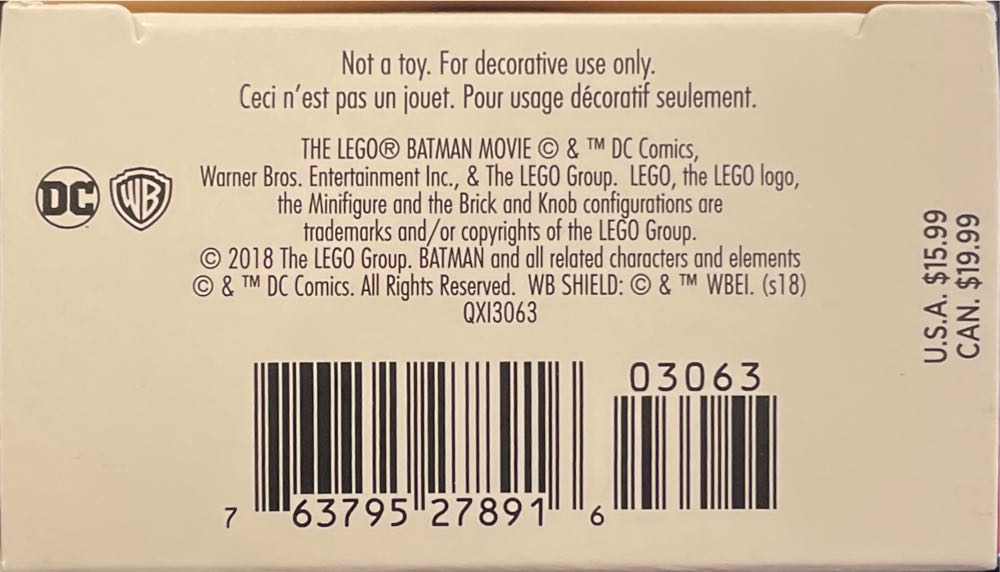 Not a toy. For decorative use only.
Ceci n'est pas un jouet. Pour usage décoratif seulement.
THE LEGO® BATMAN MOVIE © & ™ DC Comics,
Warner Bros. Entertainment Inc., & The LEGO Group. LEGO, the LEGO logo,
the Minifigure and the Brick and Knob configurations are
trademarks and/or copyrights of the LEGO Group.
© 2018 The LEGO Group. BATMAN and all related characters and elements
© & ™ DC Comics. All Rights Reserved. WB SHIELD: © & ™ WBEI. (s18)
QXI3063
DC WB
U.S.A. $15.99
CAN. $19.99
03063
7 63795 27891 6